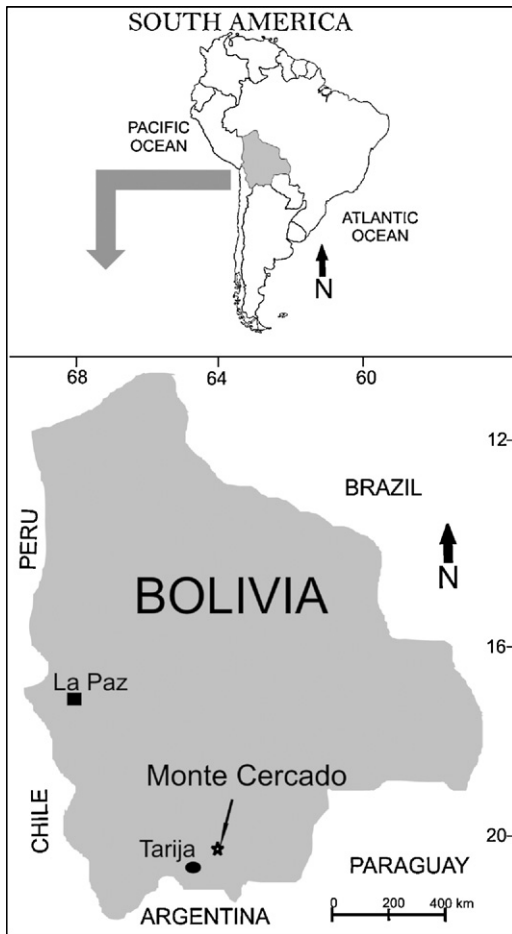 SOUTH AMERICA
PACIFIC
OCEAN
ATLANTIC
OCEAN
N
68 64 60
12
BRAZIL
PERU
N
BOLIVIA
16
La Paz
Monte Cercado
CHILE
20
Tarija
PARAGUAY
0 200 400 km
ARGENTINA